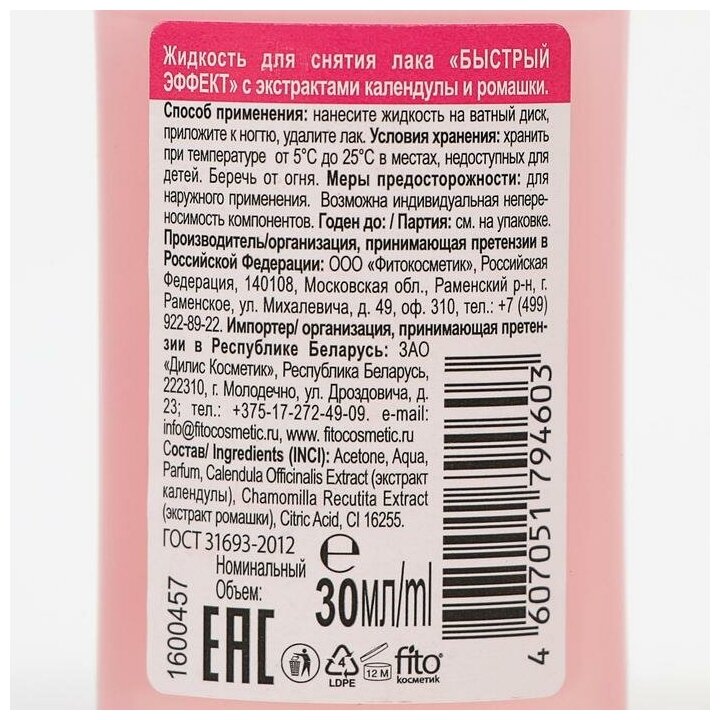 Жидкость для снятия лака «БЫСТРЫЙ
ЭФФЕКТ» с экстрактами календулы и ромашки.
Способ применения: нанесите жидкость на ватный диск,
приложите к ногтю, удалите лак. Условия хранения: хранить
при температуре от 5°С до 25°С в местах, недоступных для
детей. Беречь от огня. Меры предосторожности: для
наружного применения. Возможна индивидуальная непере-
носимость компонентов. Годен до: / Партия: см. на упаковке.
Производитель/организация, принимающая претензии в
Российской Федерации: ООО «Фитокосметик», Российская
Федерация, 140108, Московская обл., Раменский р-н, г.
Раменское, ул. Михалевича, д. 49, оф. 310, тел.: +7 (499)
922-89-22. Импортер/ организация, принимающая претен-
зии в Республике Беларусь: ЗАО
«Дилис Косметик», Республика Беларусь,
222310, г. Молодечно, ул. Дроздовича, д.
23; тел.: +375-17-272-49-09. e-mail:
info@fitocosmetic.ru, www. fitocosmetic.ru
Состав/ Ingredients (INCI): Acetone, Aqua,
Parfum, Calendula Officinalis Extract (экстракт
календулы), Chamomilla Recutita Extract
(экстракт ромашки), Citric Acid, CI 16255.
ГОСТ 31693-2012
Номинальный
Объем:
℮
30мл/ml
1600457
EAC
4
LDPE
12 M
fito
косметик
4 607051 794603